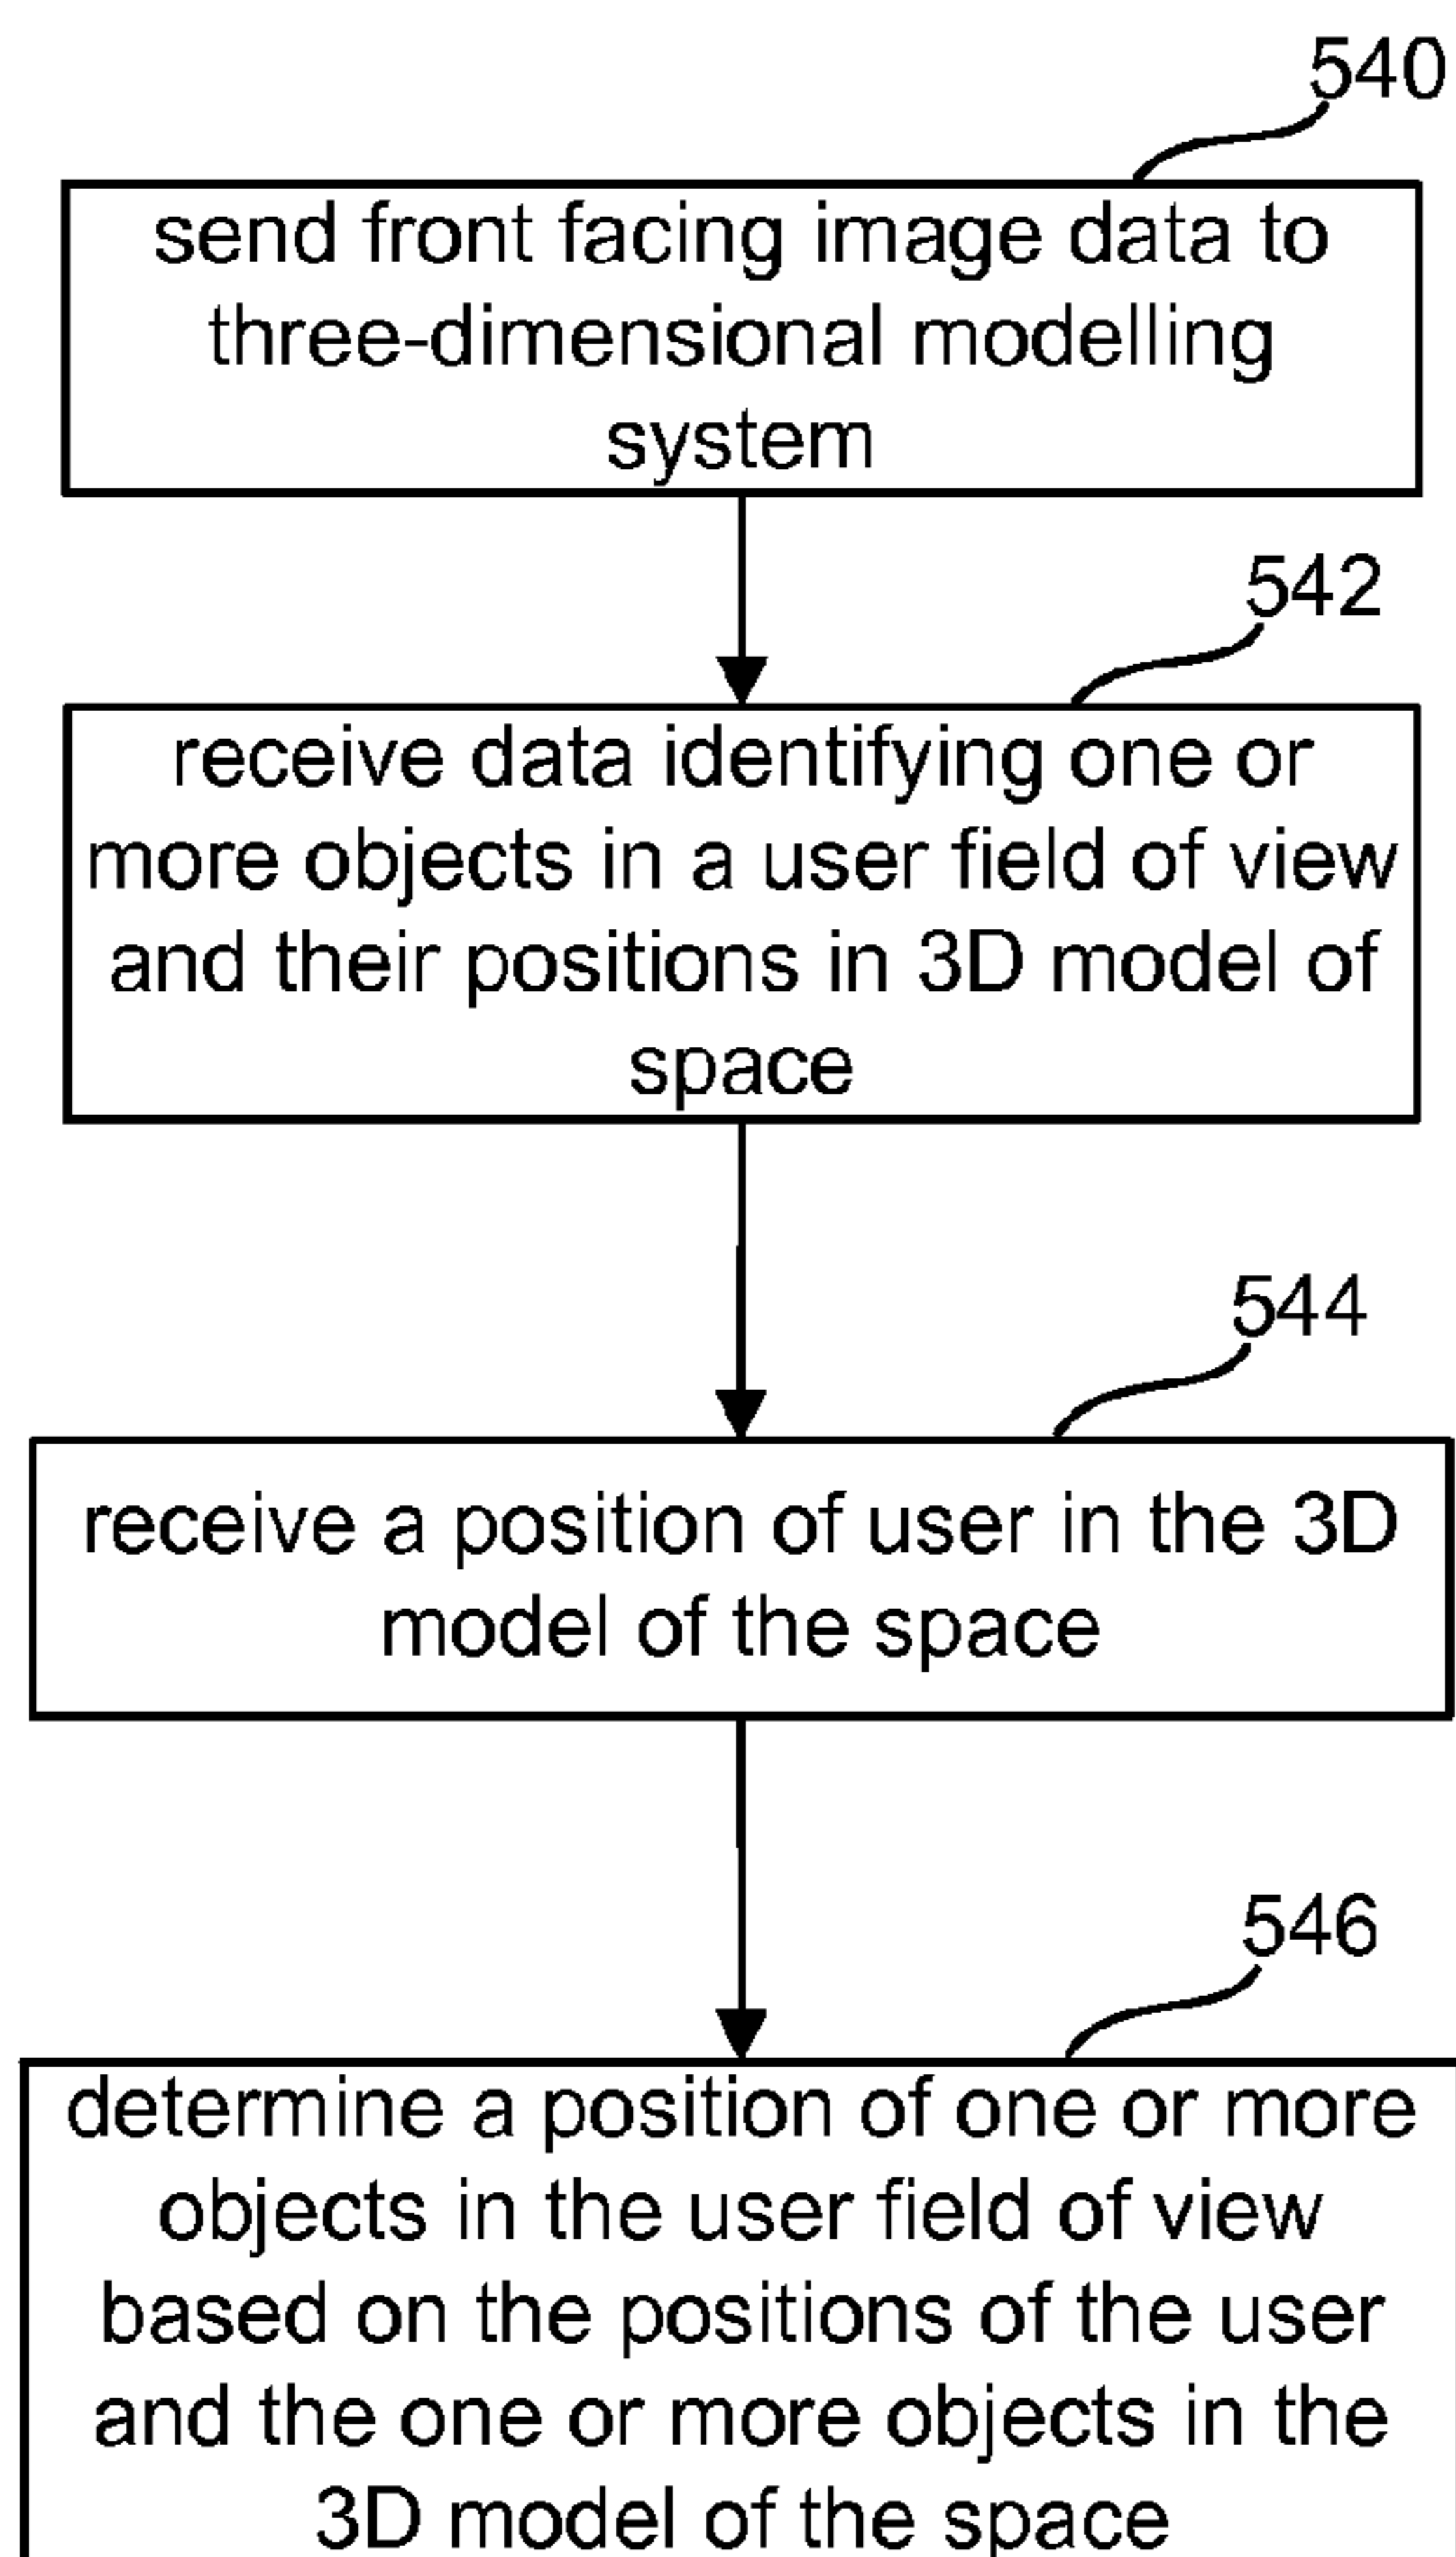 540
send front facing image data to
three-dimensional modelling
system
542
receive data identifying one or
more objects in a user field of view
and their positions in 3D model of
space
544
receive a position of user in the 3D
model of the space
546
determine a position of one or more
objects in the user field of view
based on the positions of the user
and the one or more objects in the
3D model of the space